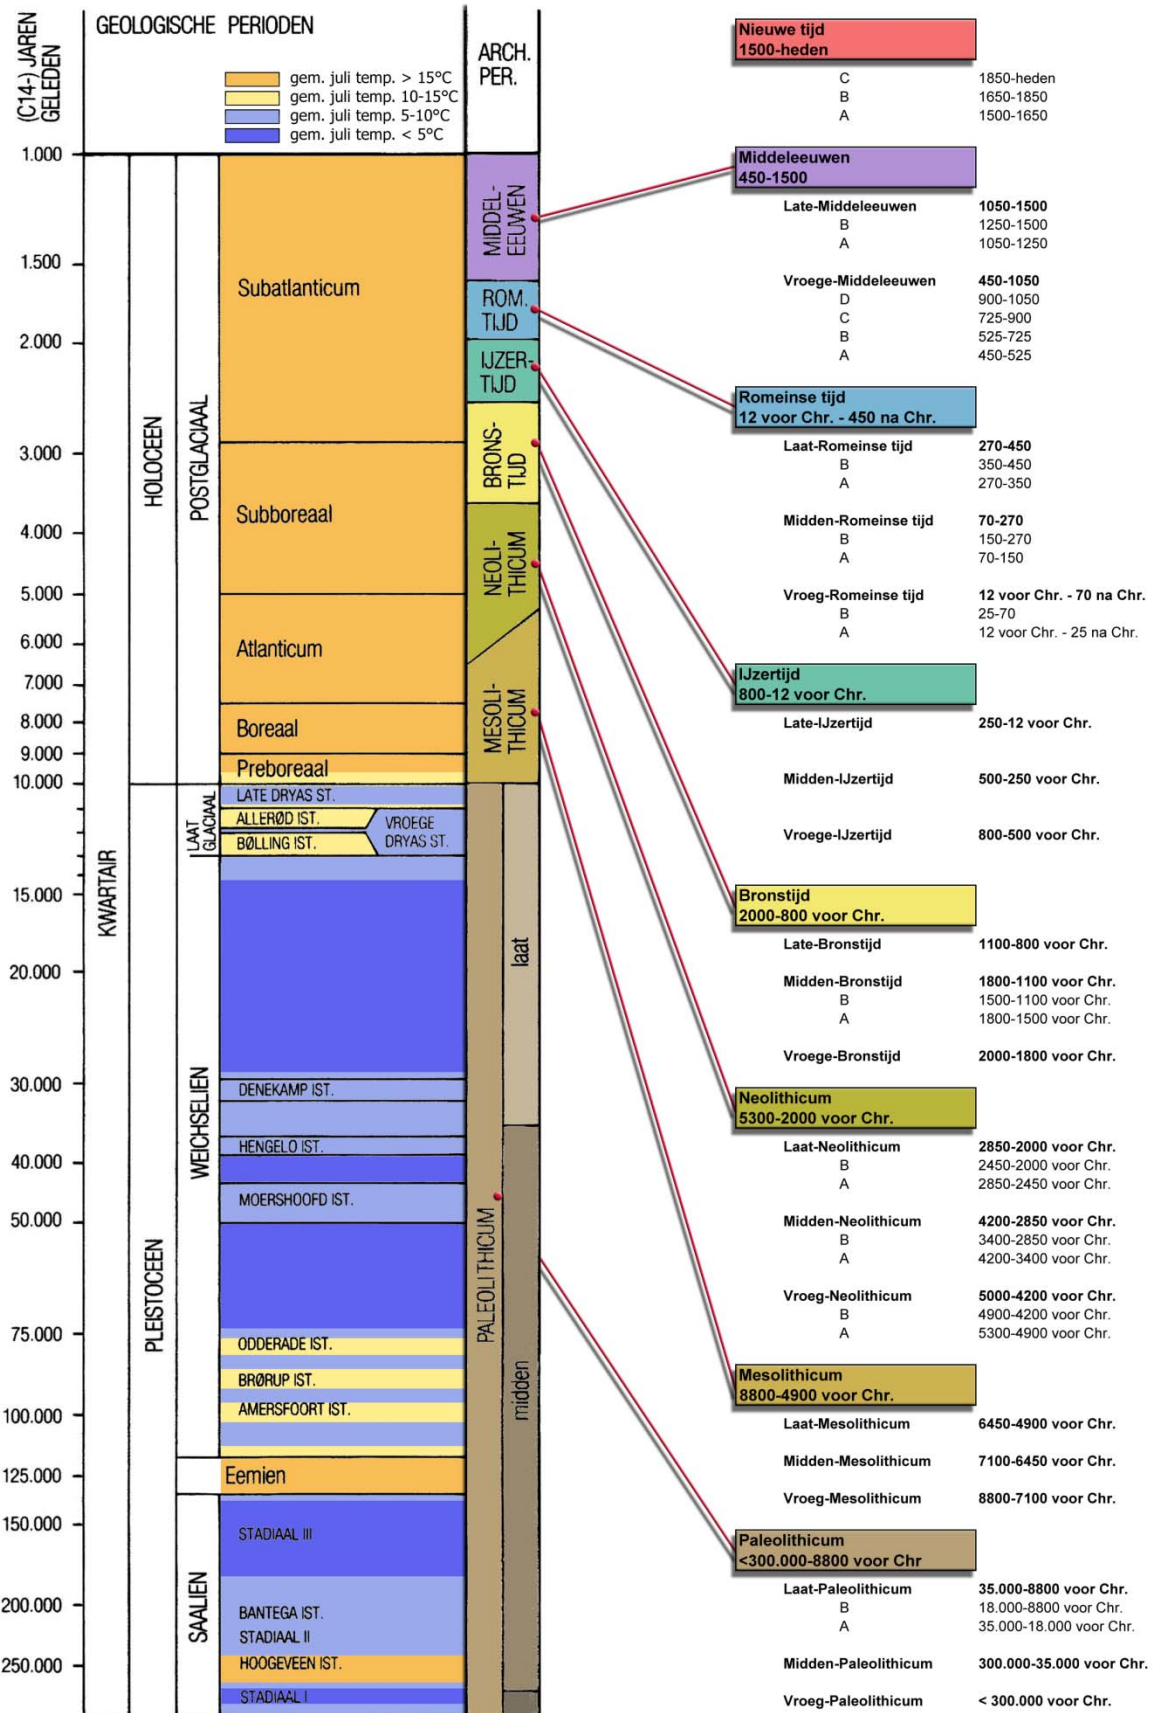 (C14-) JAREN
GELEDEN
GEOLOGISCHE PERIODEN
gem. juli temp. > 15°C
gem. juli temp. 10-15°C
gem. juli temp. 5-10°C
gem. juli temp. < 5°C
ARCH.
PER.
1.000
1.500
2.000
3.000
4.000
5.000
6.000
7.000
8.000
9.000
10.000
15.000
20.000
30.000
40.000
50.000
75.000
100.000
125.000
150.000
200.000
250.000
KWARTAIR
HOLOCEEN
PLEISTOCEEN
POSTGLACIAAL
LAAT
GLACIAAL
WEICHSELIEN
SAALIEN
Subatlanticum
Subboreaal
Atlanticum
Boreaal
Preboreaal
LATE DRYAS ST.
ALLERØD IST.
VROEGE
DRYAS ST.
BØLLING IST.
DENEKAMP IST.
HENGELO IST.
MOERSHOOFD IST.
ODDERADE IST.
BRØRUP IST.
AMERSFOORT IST.
Eemien
STADIAAL III
BANTEGA IST.
STADIAAL II
HOOGEVEEN IST.
STADIAAL I
MIDDEL-
EEUWEN
ROM.
TIJD
IJZER-
TIJD
BRONS-
TIJD
NEOLI-
THICUM
MESOLI-
THICUM
PALEOLITHICUM
laat
midden
Nieuwe tijd
1500-heden
C 1850-heden
B 1650-1850
A 1500-1650
Middeleeuwen
450-1500
Late-Middeleeuwen 1050-1500
B 1250-1500
A 1050-1250
Vroege-Middeleeuwen 450-1050
D 900-1050
C 725-900
B 525-725
A 450-525
Romeinse tijd
12 voor Chr. - 450 na Chr.
Laat-Romeinse tijd 270-450
B 350-450
A 270-350
Midden-Romeinse tijd 70-270
B 150-270
A 70-150
Vroeg-Romeinse tijd 12 voor Chr. - 70 na Chr.
B 25-70
A 12 voor Chr. - 25 na Chr.
IJzertijd
800-12 voor Chr.
Late-IJzertijd 250-12 voor Chr.
Midden-IJzertijd 500-250 voor Chr.
Vroege-IJzertijd 800-500 voor Chr.
Bronstijd
2000-800 voor Chr.
Late-Bronstijd 1100-800 voor Chr.
Midden-Bronstijd 1800-1100 voor Chr.
B 1500-1100 voor Chr.
A 1800-1500 voor Chr.
Vroege-Bronstijd 2000-1800 voor Chr.
Neolithicum
5300-2000 voor Chr.
Laat-Neolithicum 2850-2000 voor Chr.
B 2450-2000 voor Chr.
A 2850-2450 voor Chr.
Midden-Neolithicum 4200-2850 voor Chr.
B 3400-2850 voor Chr.
A 4200-3400 voor Chr.
Vroeg-Neolithicum 5000-4200 voor Chr.
B 4900-4200 voor Chr.
A 5300-4900 voor Chr.
Mesolithicum
8800-4900 voor Chr.
Laat-Mesolithicum 6450-4900 voor Chr.
Midden-Mesolithicum 7100-6450 voor Chr.
Vroeg-Mesolithicum 8800-7100 voor Chr.
Paleolithicum
<300.000-8800 voor Chr
Laat-Paleolithicum 35.000-8800 voor Chr.
B 18.000-8800 voor Chr.
A 35.000-18.000 voor Chr.
Midden-Paleolithicum 300.000-35.000 voor Chr.
Vroeg-Paleolithicum < 300.000 voor Chr.